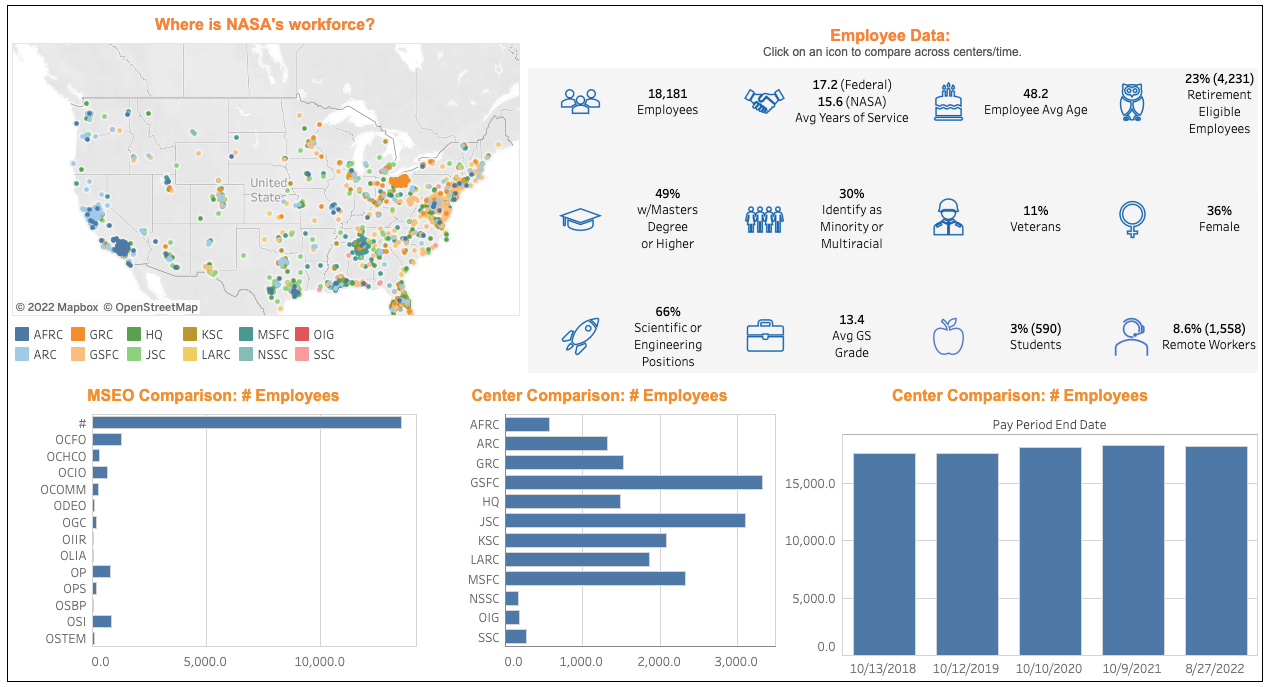 Where is NASA's workforce?
United
State
© 2022 Mapbox © OpenStreetMap
AFRC GRC HQ KSC MSFC OIG
ARC GSFC JSC LARC NSSC SSC
Employee Data:
Click on an icon to compare across centers/time.
18,181
Employees
17.2 (Federal)
15.6 (NASA)
Avg Years of Service
48.2
Employee Avg Age
23% (4,231)
Retirement
Eligible
Employees
49%
w/Masters
Degree
or Higher
30%
Identify as
Minority or
Multiracial
11%
Veterans
36%
Female
66%
Scientific or
Engineering
Positions
13.4
Avg GS
Grade
3% (590)
Students
8.6% (1,558)
Remote Workers
MSEO Comparison: # Employees
#
OCFO
OCHCO
OCIO
OCOMM
ODEO
OGC
OIIR
OLIA
OP
OPS
OSBP
OSI
OSTEM
0.0 5,000.0 10,000.0
Center Comparison: # Employees
AFRC
ARC
GRC
GSFC
HQ
JSC
KSC
LARC
MSFC
NSSC
OIG
SSC
0.0 1,000.0 2,000.0 3,000.0
Center Comparison: # Employees
Pay Period End Date
15,000.0
10,000.0
5,000.0
0.0
10/13/2018 10/12/2019 10/10/2020 10/9/2021 8/27/2022